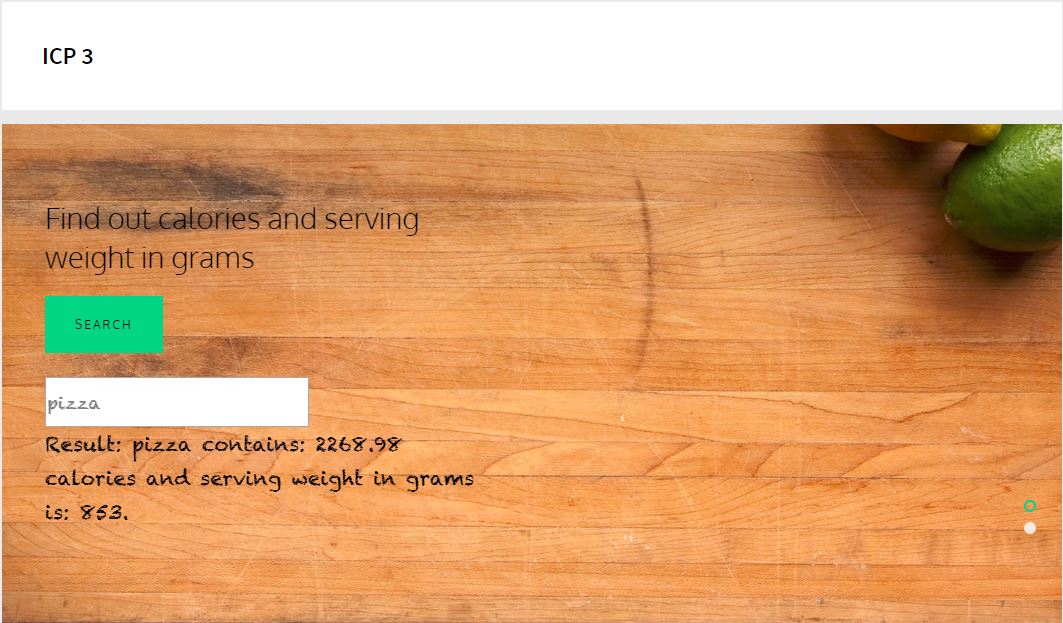 ICP 3
Find out calories and serving
weight in grams
SEARCH
pizza
Result: pizza contains: 2268.98
calories and serving weight in grams
is: 853.